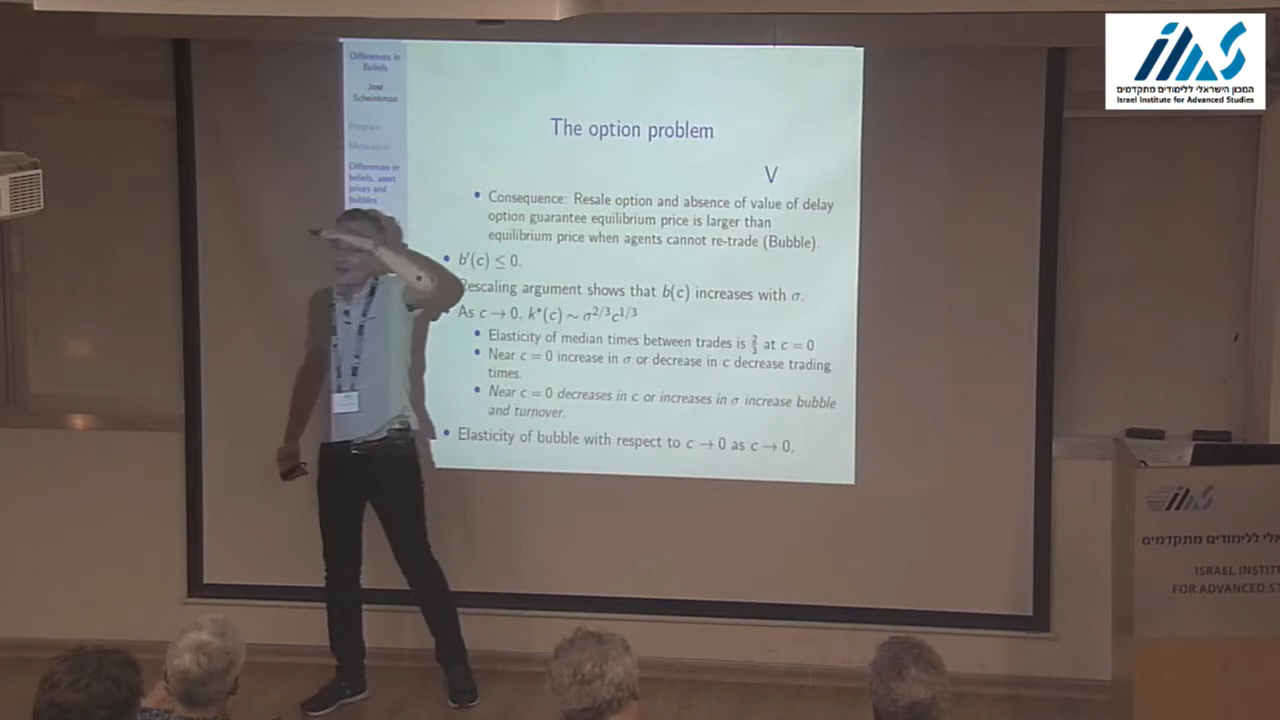 המכון הישראלי ללימודים מתקדמים
Israel Institute for Advanced Studies
Differences in
Beliefs
José
Scheinkman
Program
Motivation
Differences in
beliefs, asset
prices and
bubbles
The option problem
V
• Consequence: Resale option and absence of value of delay
option guarantee equilibrium price is larger than
equilibrium price when agents cannot re-trade (Bubble).
• b′(c) ≤ 0.
Rescaling argument shows that b(c) increases with σ.
• As c → 0, k*(c) ∼ σ^{2/3}c^{1/3}
• Elasticity of median times between trades is 2/3 at c = 0
• Near c = 0 increase in σ or decrease in c decrease trading
times.
• Near c = 0 decreases in c or increases in σ increase bubble
and turnover.
• Elasticity of bubble with respect to c → 0 as c → 0.
ללימודים מתקדמים
ISRAEL
FOR ADVANCED